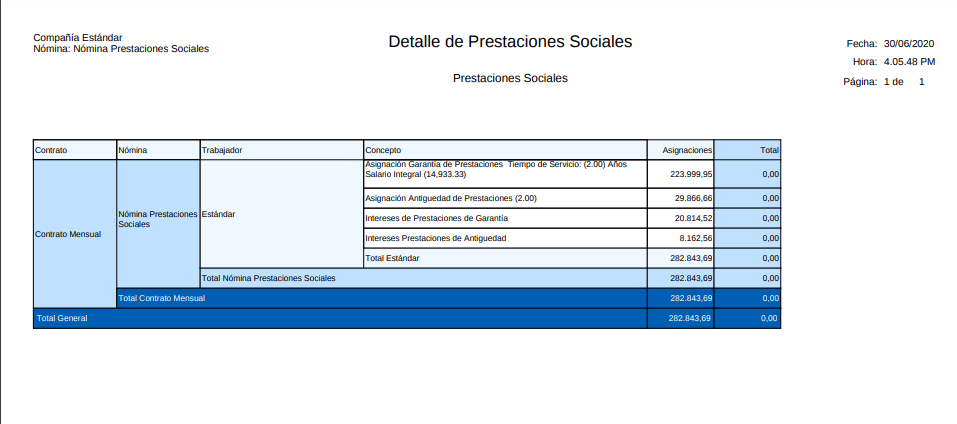 Compañía Estándar
Nómina: Nómina Prestaciones Sociales
Detalle de Prestaciones Sociales
Prestaciones Sociales
Fecha: 30/06/2020
Hora: 4.05.48 PM
Página: 1 de 1
Contrato Nómina Trabajador Concepto Asignaciones Total
Asignación Garantía de Prestaciones Tiempo de Servicio: (2.00) Años
Salario Integral (14,933.33) 223.999,95 0,00
Asignación Antiguedad de Prestaciones (2.00) 29.866,66 0,00
Contrato Mensual
Nómina Prestaciones
Sociales
Estándar
Intereses de Prestaciones de Garantía 20.814,52 0,00
Intereses Prestaciones de Antiguedad 8.162,56 0,00
Total Estándar 282.843,69 0,00
Total Nómina Prestaciones Sociales 282.843,69 0,00
Total Contrato Mensual 282.843,69 0,00
Total General 282.843,69 0,00